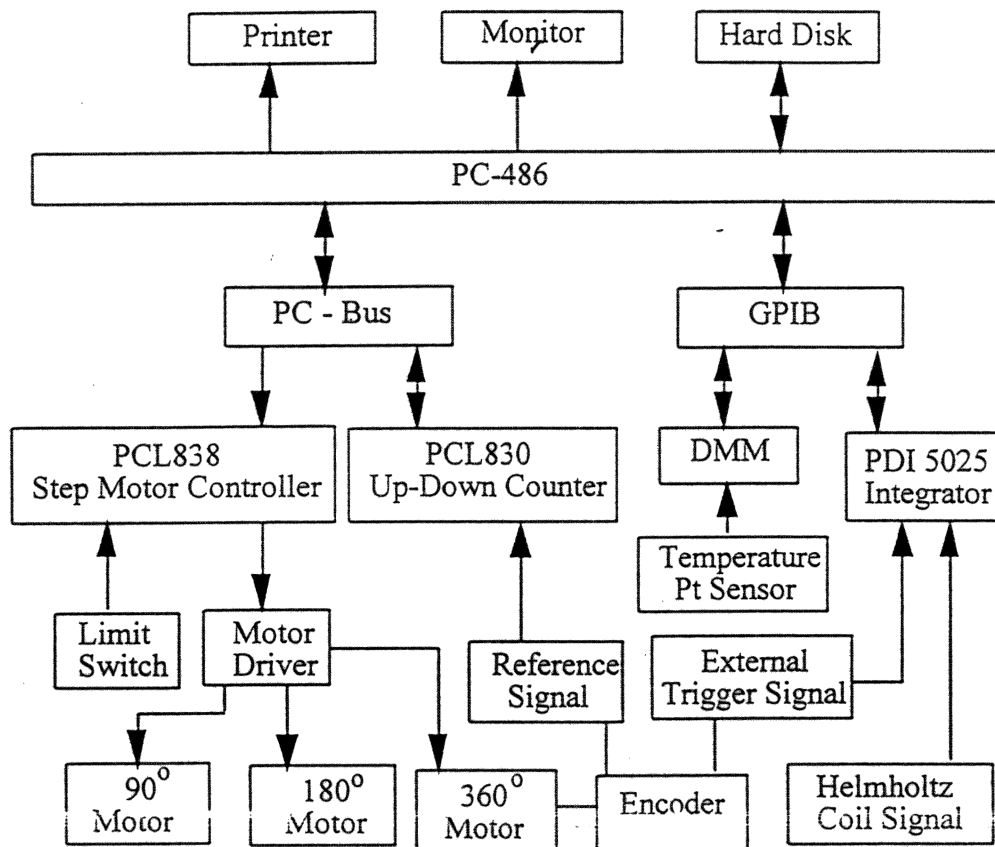 Printer
Monitor
Hard Disk
PC-486
PC - Bus
GPIB
PCL838
Step Motor Controller
PCL830
Up-Down Counter
DMM
PDI 5025
Integrator
Temperature
Pt Sensor
Limit
Switch
Motor
Driver
Reference
Signal
External
Trigger Signal
90°
Motor
180°
Motor
360°
Motor
Encoder
Helmholtz
Coil Signal